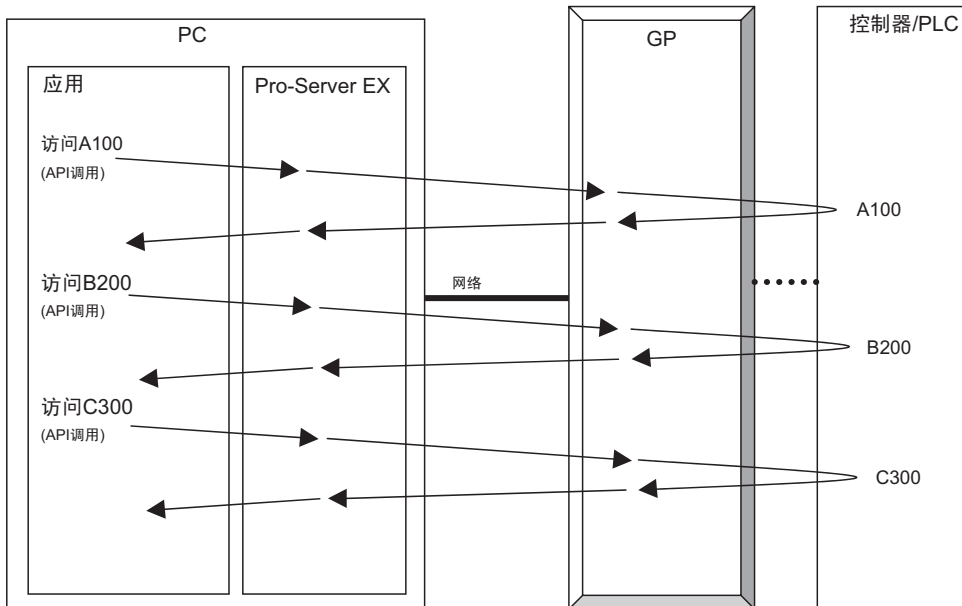 PC
GP
控制器/PLC
应用
Pro-Server EX
访问A100
(API调用)
A100
访问B200
(API调用)
网络
B200
访问C300
(API调用)
C300